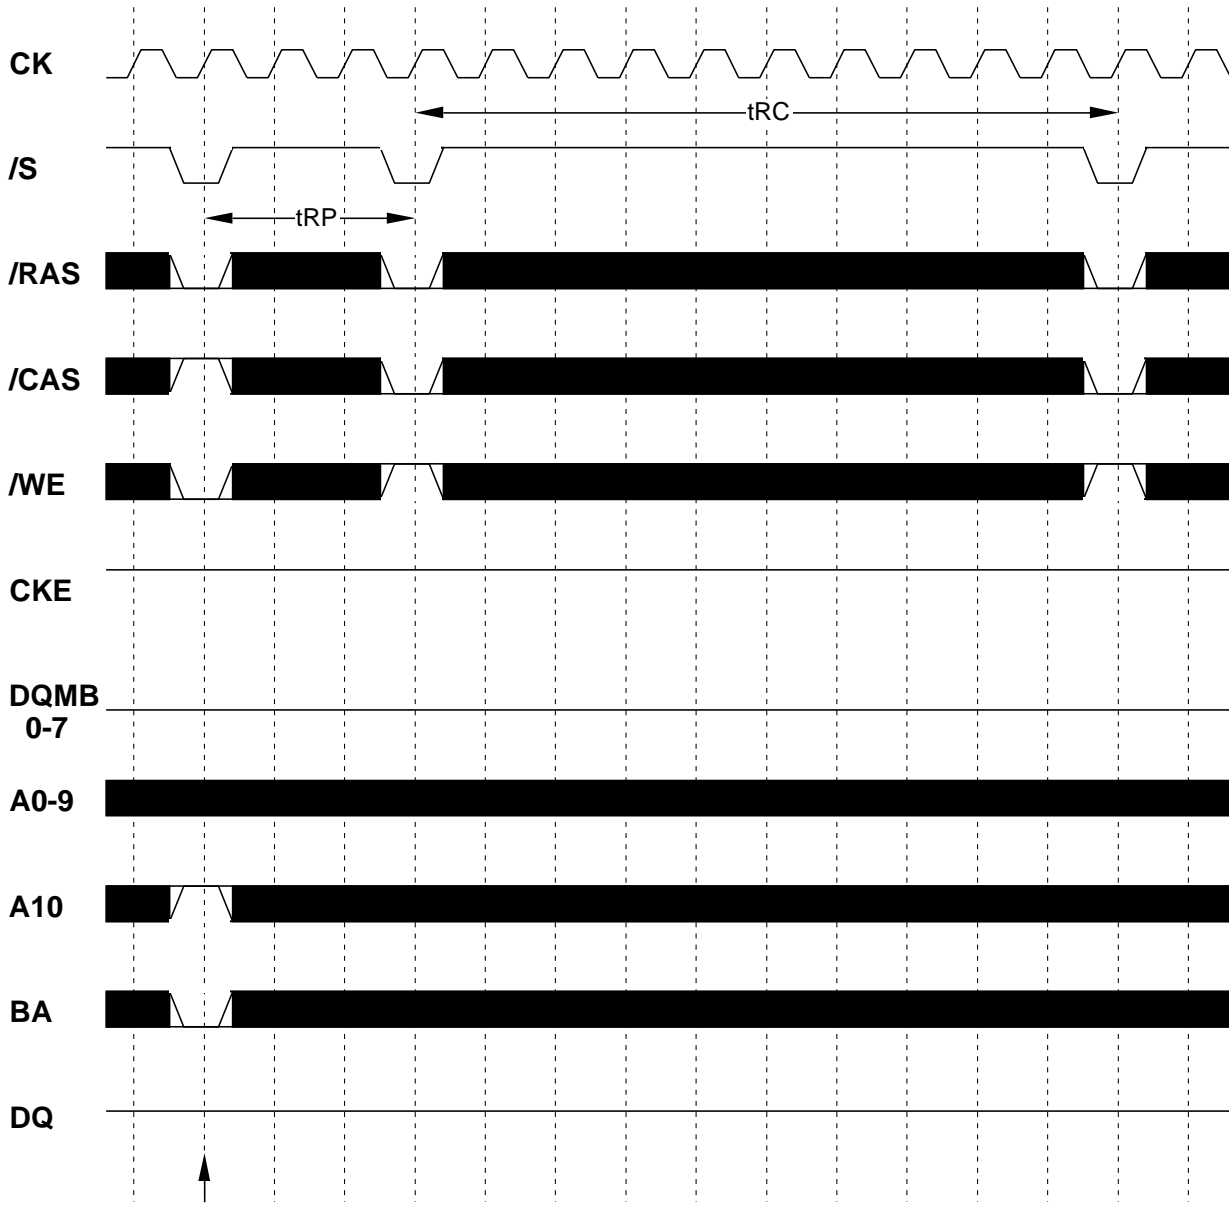 CK
tRC
/S
tRP
/RAS
/CAS
/WE
CKE
DQMB
0-7
A0-9
A10
BA
DQ